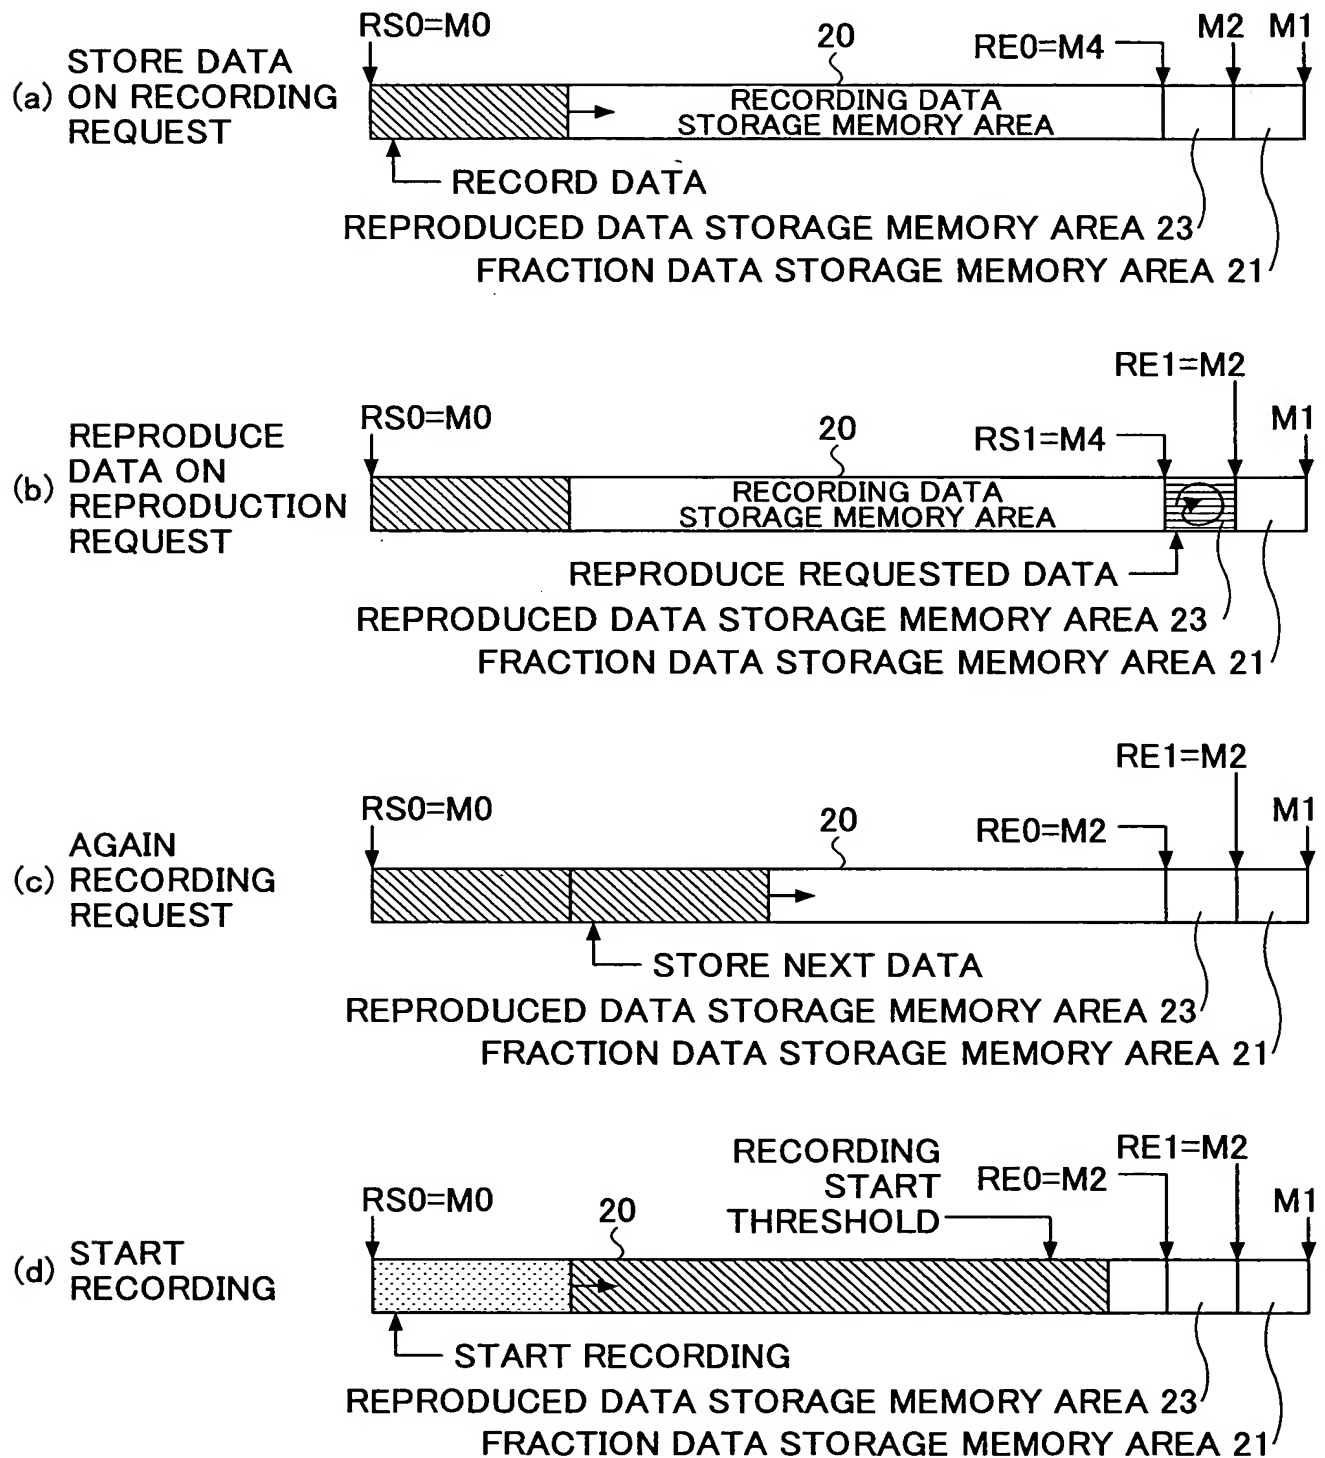 (a) STORE DATA
ON RECORDING
REQUEST
RS0=M0
20
RE0=M4
M2
M1
RECORDING DATA
STORAGE MEMORY AREA
RECORD DATA
REPRODUCED DATA STORAGE MEMORY AREA 23
FRACTION DATA STORAGE MEMORY AREA 21
(b) REPRODUCE
DATA ON
REPRODUCTION
REQUEST
RS0=M0
20
RS1=M4
RE1=M2
M1
RECORDING DATA
STORAGE MEMORY AREA
REPRODUCE REQUESTED DATA
REPRODUCED DATA STORAGE MEMORY AREA 23
FRACTION DATA STORAGE MEMORY AREA 21
(c) AGAIN
RECORDING
REQUEST
RS0=M0
20
RE0=M2
RE1=M2
M1
STORE NEXT DATA
REPRODUCED DATA STORAGE MEMORY AREA 23
FRACTION DATA STORAGE MEMORY AREA 21
(d) START
RECORDING
RS0=M0
20
RECORDING
START
THRESHOLD
RE0=M2
RE1=M2
M1
START RECORDING
REPRODUCED DATA STORAGE MEMORY AREA 23
FRACTION DATA STORAGE MEMORY AREA 21